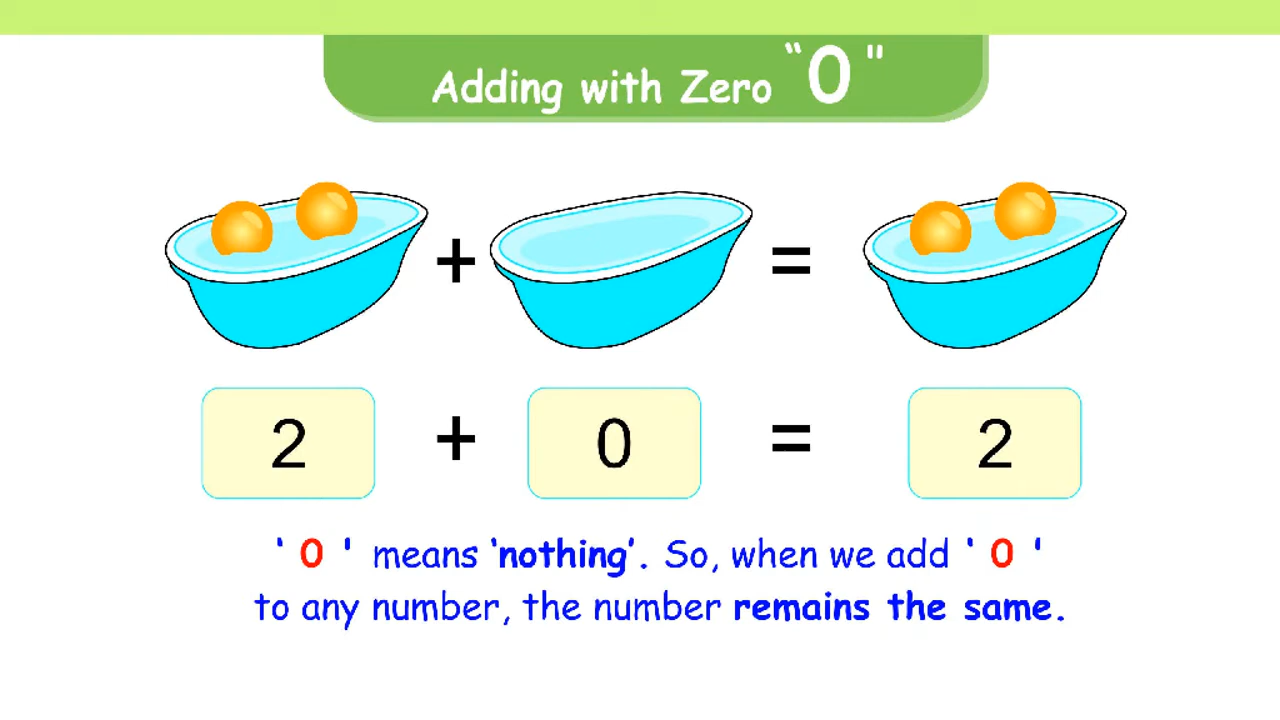 Adding with Zero “0"
+ =
2 + 0 = 2
‘ 0 ' means ‘nothing’. So, when we add ‘ 0 '
to any number, the number remains the same.